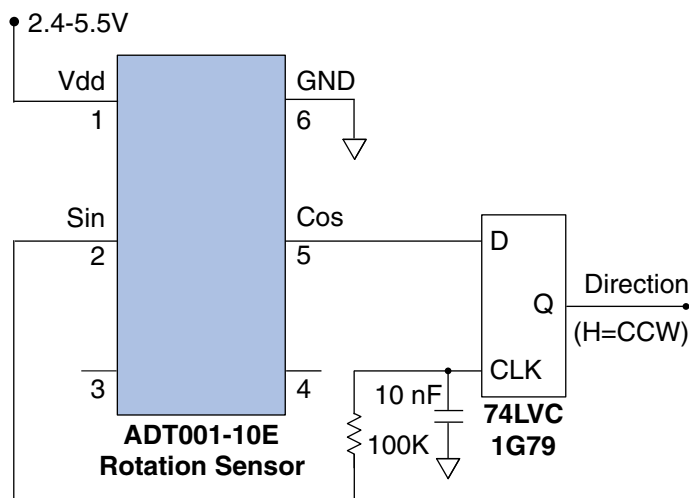 2.4-5.5V
Vdd
GND
1
6
Sin
Cos
2
5
D
Direction
Q
(H=CCW)
3
4
CLK
10 nF
74LVC
1G79
100K
ADT001-10E
Rotation Sensor